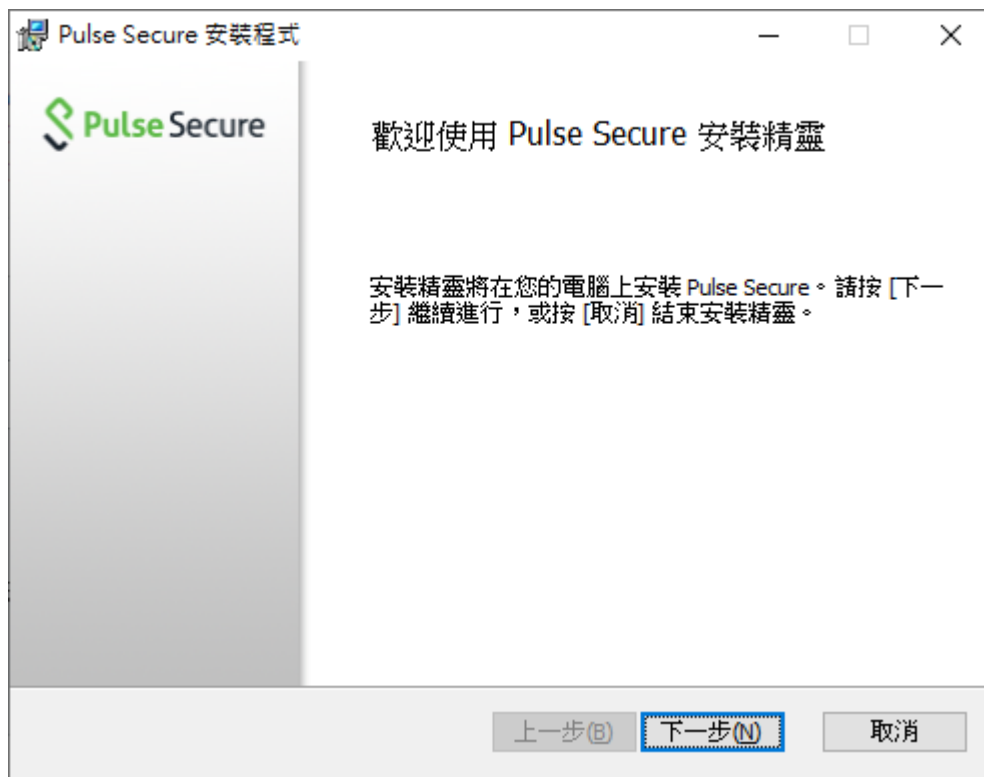 Pulse Secure 安裝程式
Pulse Secure
歡迎使用 Pulse Secure 安裝精靈
安裝精靈將在您的電腦上安裝 Pulse Secure。請按 [下一
步] 繼續進行，或按 [取消] 結束安裝精靈。
上一步(B) 下一步(N) 取消